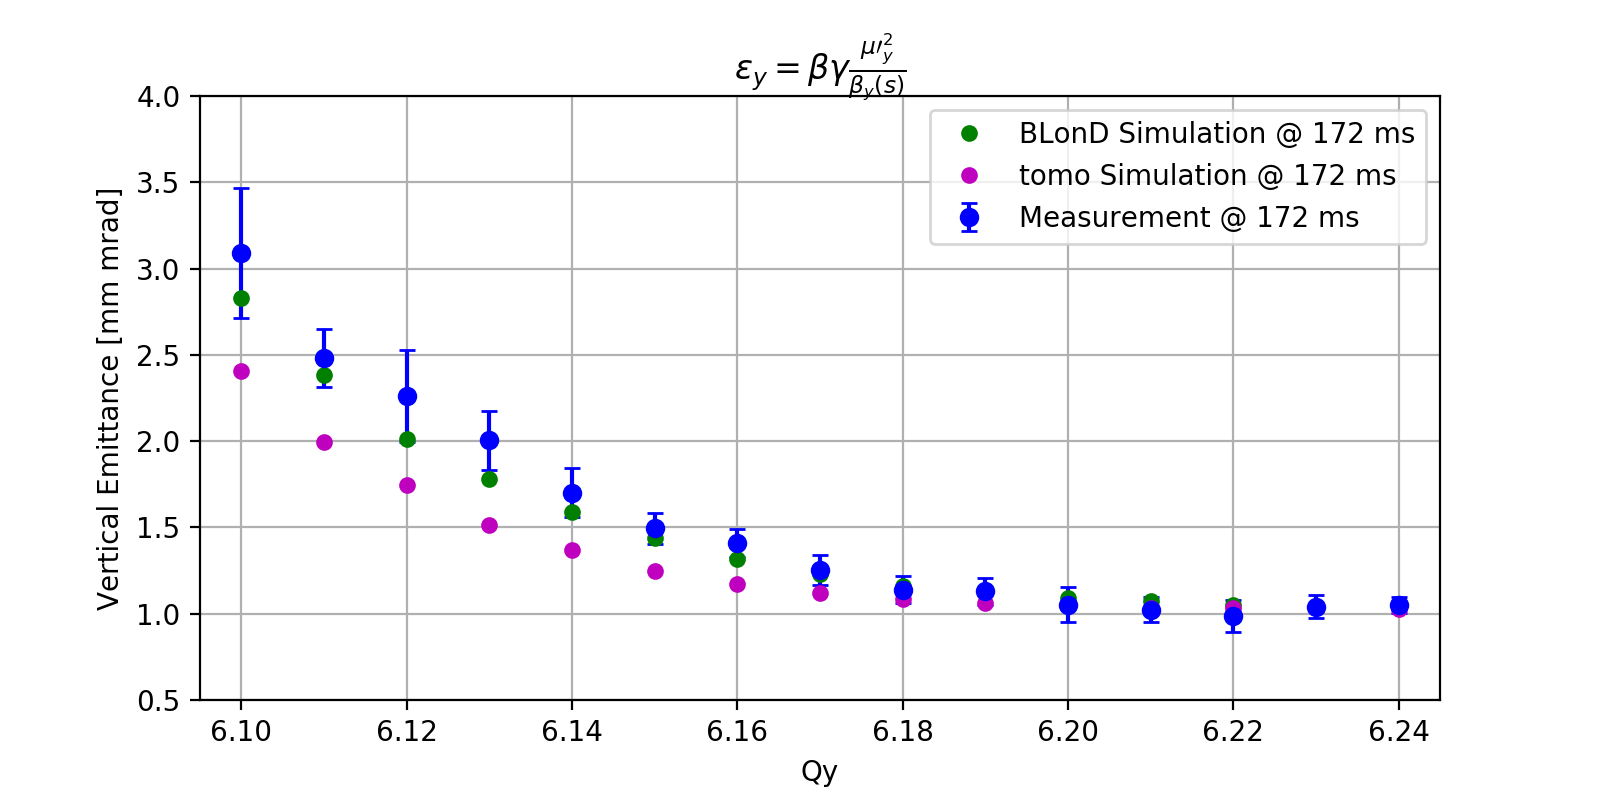 εy = βγ μ′y² / βy(s)
4.0
3.5
3.0
2.5
2.0
1.5
1.0
0.5
Vertical Emittance [mm mrad]
BLonD Simulation @ 172 ms
tomo Simulation @ 172 ms
Measurement @ 172 ms
6.10 6.12 6.14 6.16 6.18 6.20 6.22 6.24
Qy